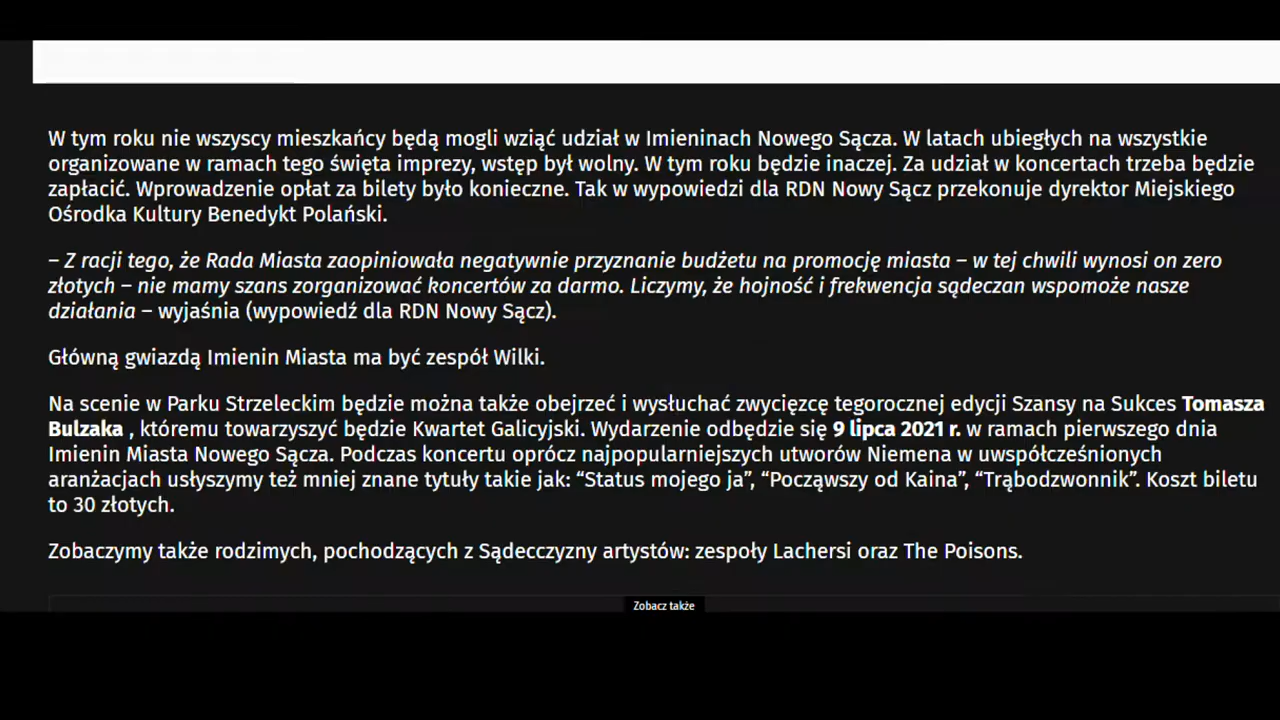 W tym roku nie wszyscy mieszkańcy będą mogli wziąć udział w Imieninach Nowego Sącza. W latach ubiegłych na wszystkie
organizowane w ramach tego święta imprezy, wstęp był wolny. W tym roku będzie inaczej. Za udział w koncertach trzeba będzie
zapłacić. Wprowadzenie opłat za bilety było konieczne. Tak w wypowiedzi dla RDN Nowy Sącz przekonuje dyrektor Miejskiego
Ośrodka Kultury Benedykt Polański.
– Z racji tego, że Rada Miasta zaopiniowała negatywnie przyznanie budżetu na promocję miasta – w tej chwili wynosi on zero
złotych – nie mamy szans zorganizować koncertów za darmo. Liczymy, że hojność i frekwencja sądeczan wspomoże nasze
działania – wyjaśnia (wypowiedź dla RDN Nowy Sącz).
Główną gwiazdą Imienin Miasta ma być zespół Wilki.
Na scenie w Parku Strzeleckim będzie można także obejrzeć i wysłuchać zwycięzcę tegorocznej edycji Szansy na Sukces Tomasza
Bulzaka , któremu towarzyszyć będzie Kwartet Galicyjski. Wydarzenie odbędzie się 9 lipca 2021 r. w ramach pierwszego dnia
Imienin Miasta Nowego Sącza. Podczas koncertu oprócz najpopularniejszych utworów Niemena w uwspółcześnionych
aranżacjach usłyszymy też mniej znane tytuły takie jak: “Status mojego ja”, “Począwszy od Kaina”, “Trąbodzwonnik”. Koszt biletu
to 30 złotych.
Zobaczymy także rodzimych, pochodzących z Sądecczyzny artystów: zespoły Lachersi oraz The Poisons.
Zobacz także